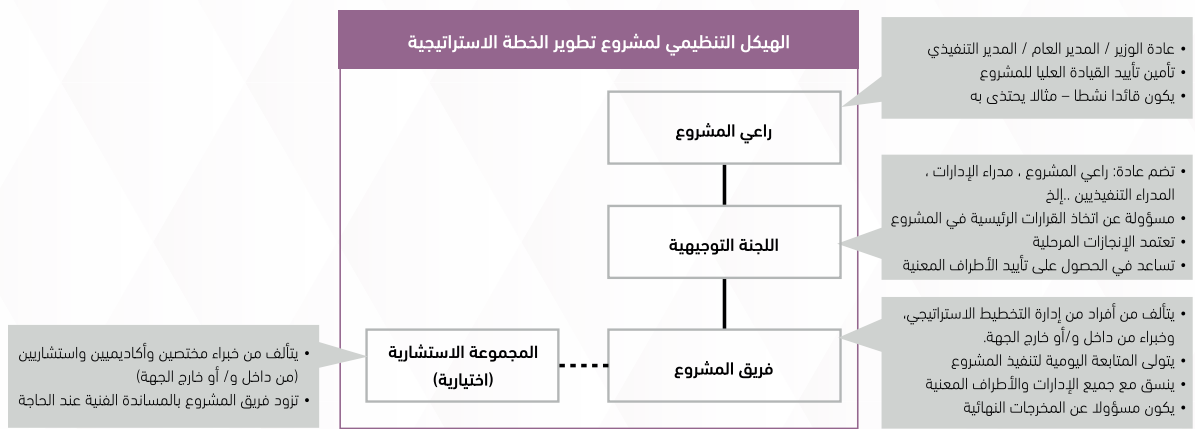 الهيكل التنظيمي لمشروع تطوير الخطة الاستراتيجية
راعي المشروع
• عادة الوزير / المدير العام / المدير التنفيذي
• تأمين تأييد القيادة العليا للمشروع
• يكون قائدا نشطا – مثالا يحتذى به
اللجنة التوجيهية
• تضم عادة: راعي المشروع ، مدراء الإدارات ،
المدراء التنفيذيين ..إلخ
• مسؤولة عن اتخاذ القرارات الرئيسية في المشروع
• تعتمد الإنجازات المرحلية
• تساعد في الحصول على تأييد الأطراف المعنية
فريق المشروع
• يتألف من أفراد من إدارة التخطيط الاستراتيجي،
وخبراء من داخل و/أو خارج الجهة.
• يتولى المتابعة اليومية لتنفيذ المشروع
• ينسق مع جميع الإدارات والأطراف المعنية
• يكون مسؤولا عن المخرجات النهائية
المجموعة الاستشارية
(اختيارية)
• يتألف من خبراء مختصين وأكاديميين واستشاريين
(من داخل و/ أو خارج الجهة)
• تزود فريق المشروع بالمساندة الفنية عند الحاجة